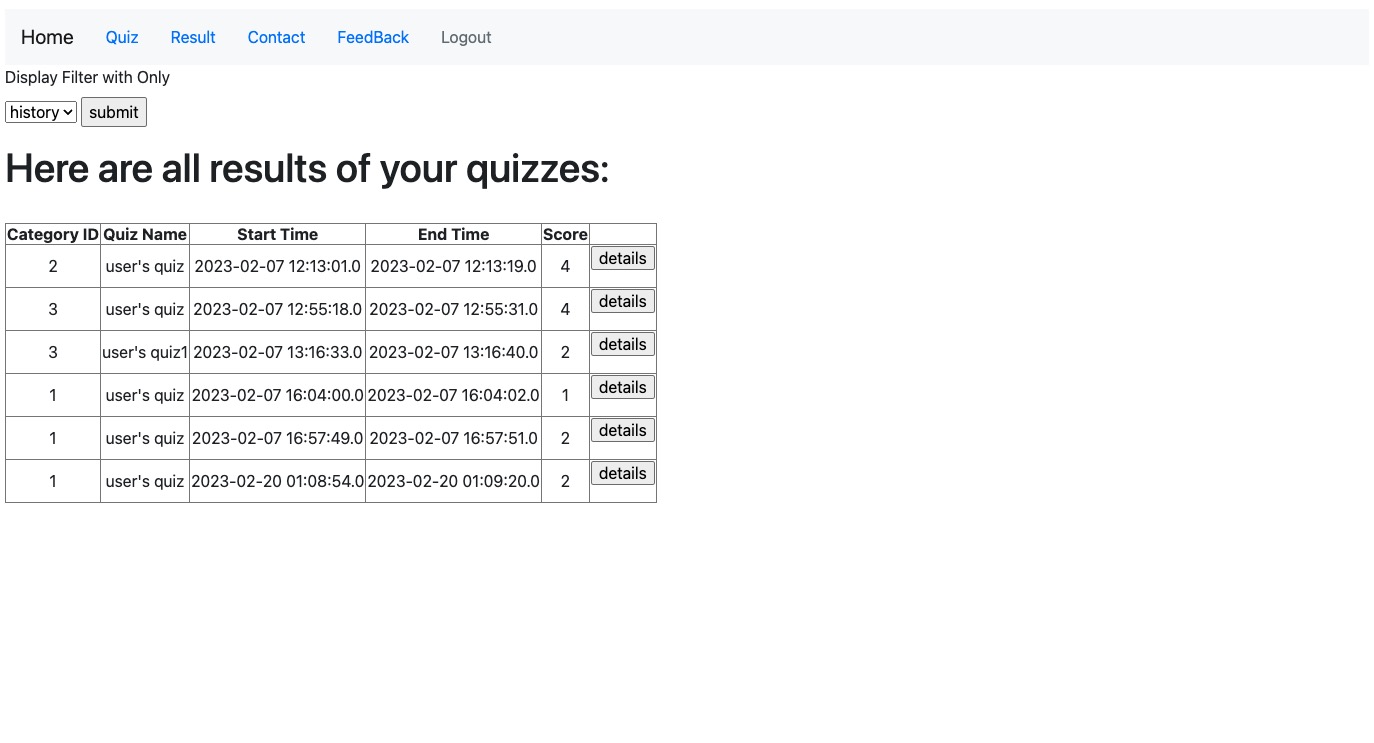 Home Quiz Result Contact FeedBack Logout
Display Filter with Only
history submit
Here are all results of your quizzes:
Category ID Quiz Name Start Time End Time Score
2 user's quiz 2023-02-07 12:13:01.0 2023-02-07 12:13:19.0 4 details
3 user's quiz 2023-02-07 12:55:18.0 2023-02-07 12:55:31.0 4 details
3 user's quiz1 2023-02-07 13:16:33.0 2023-02-07 13:16:40.0 2 details
1 user's quiz 2023-02-07 16:04:00.0 2023-02-07 16:04:02.0 1 details
1 user's quiz 2023-02-07 16:57:49.0 2023-02-07 16:57:51.0 2 details
1 user's quiz 2023-02-20 01:08:54.0 2023-02-20 01:09:20.0 2 details